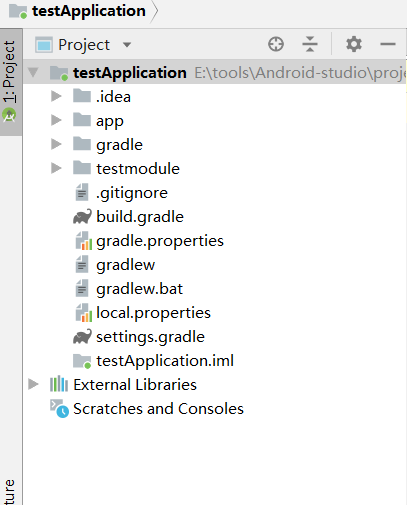 testApplication
Project
1: Project
testApplication E:\tools\Android-studio\proj
.idea
app
gradle
testmodule
.gitignore
build.gradle
gradle.properties
gradlew
gradlew.bat
local.properties
settings.gradle
testApplication.iml
External Libraries
Scratches and Consoles
ture